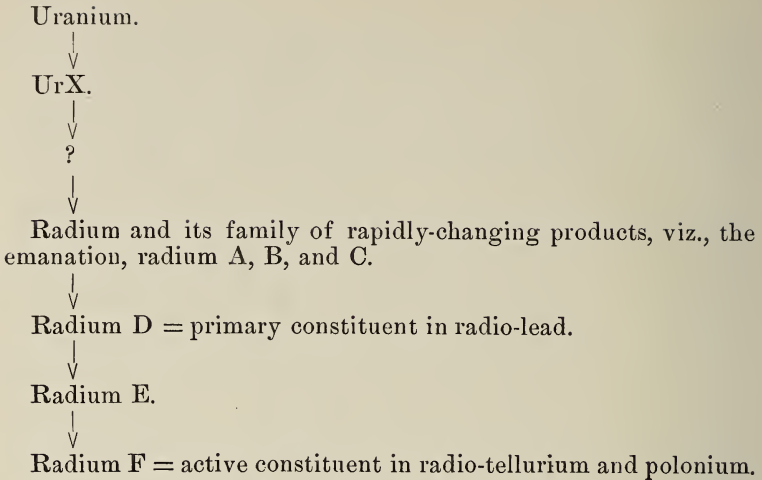 Uranium.
UrX.
?
Radium and its family of rapidly-changing products, viz., the
emanation, radium A, B, and C.
Radium D = primary constituent in radio-lead.
Radium E.
Radium F = active constituent in radio-tellurium and polonium.